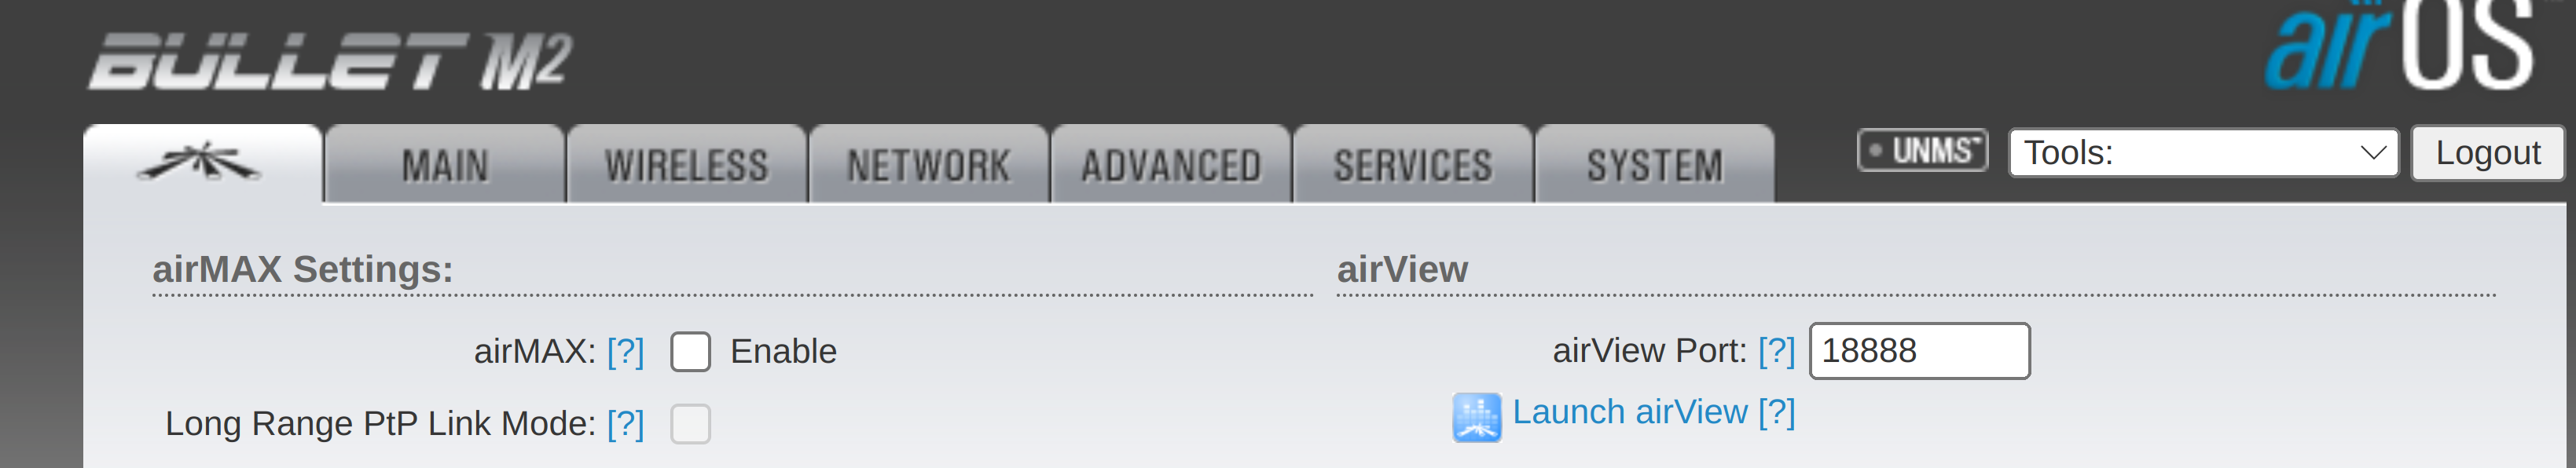 BULLET M2
airOS
MAIN
WIRELESS
NETWORK
ADVANCED
SERVICES
SYSTEM
UNMS™
Tools:
Logout
airMAX Settings:
airMAX: [?] Enable
Long Range PtP Link Mode: [?]
airView
airView Port: [?] 18888
Launch airView [?]